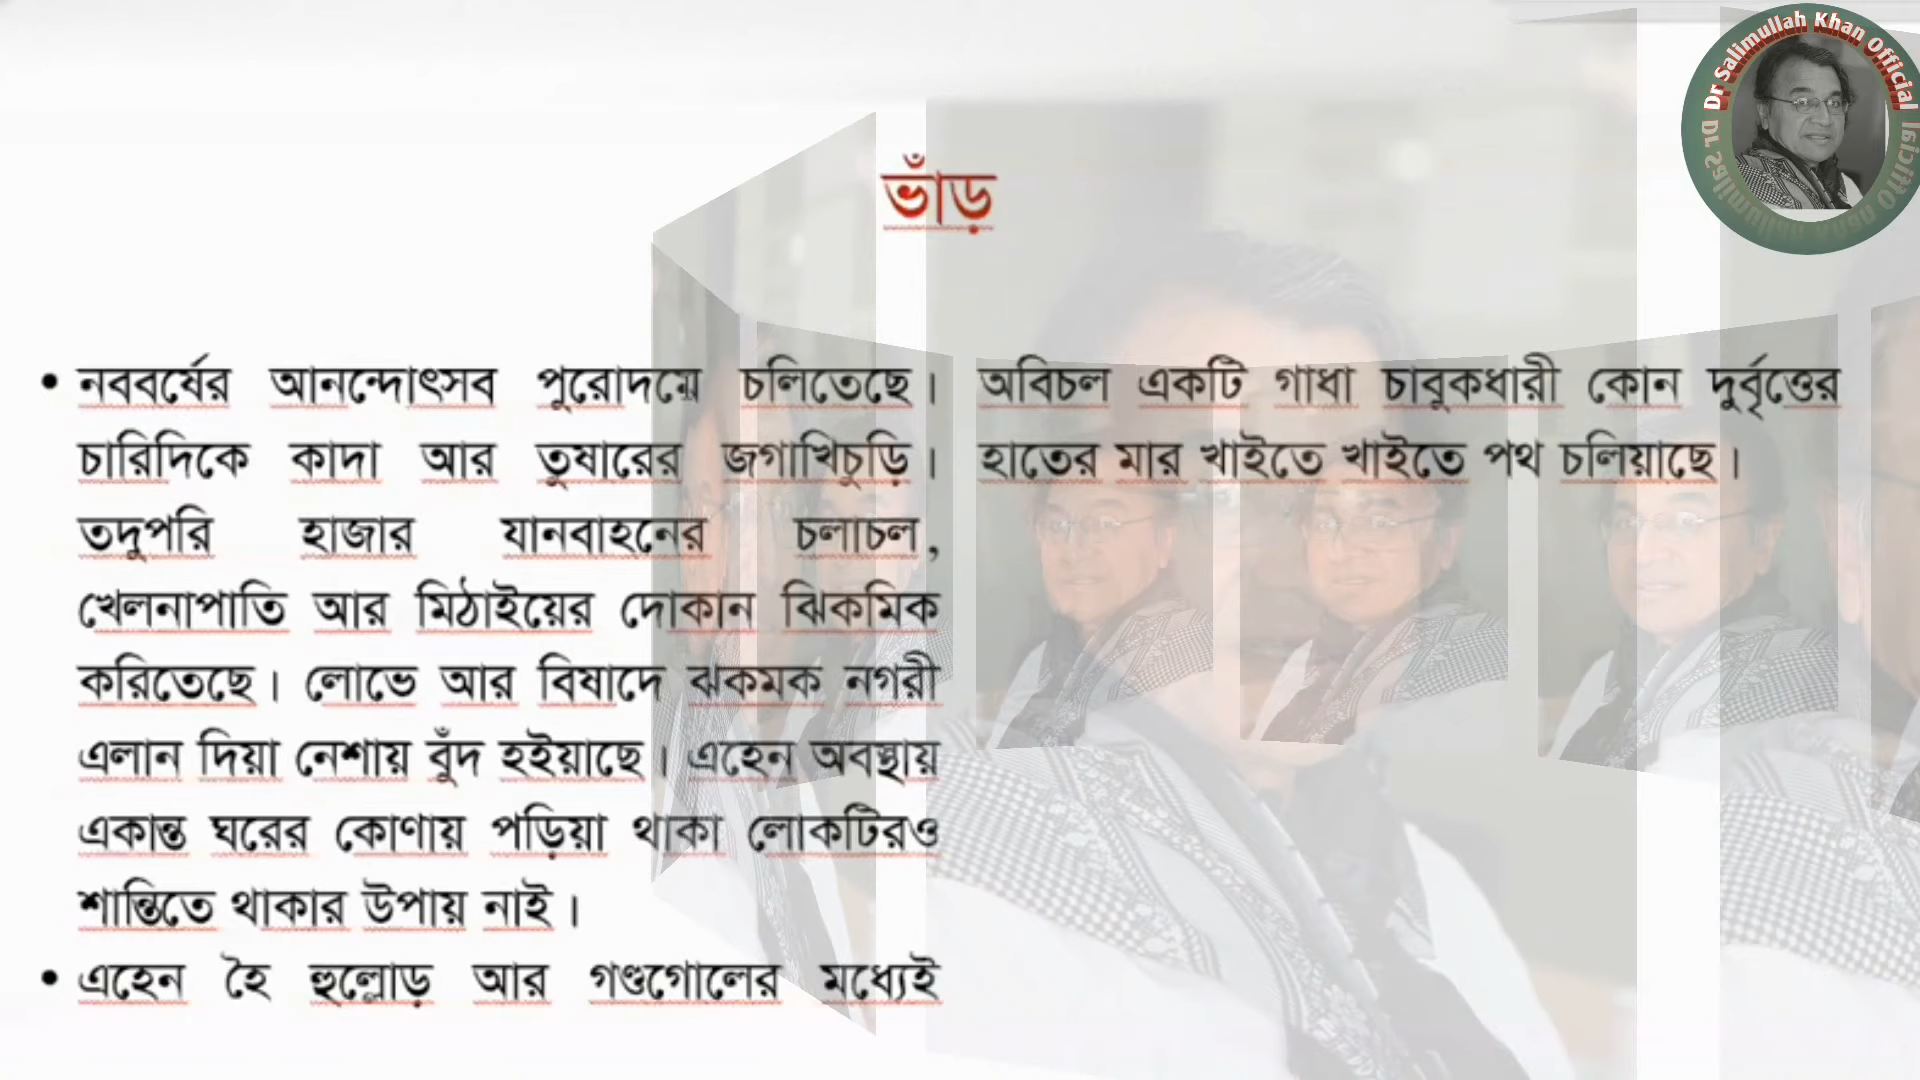 Dr Salimullah Khan Official
ভাঁড়
• নববর্ষের আনন্দোৎসব পুরোদমে চলিতেছে।
চারিদিকে কাদা আর তুষারের জগাখিচুড়ি।
তদুপরি হাজার যানবাহনের চলাচল,
খেলনাপাতি আর মিঠাইয়ের দোকান ঝিকমিক
করিতেছে। লোভে আর বিষাদে ঝকমক নগরী
এলান দিয়া নেশায় বুঁদ হইয়াছে। এহেন অবস্থায়
একান্ত ঘরের কোণায় পড়িয়া থাকা লোকটিরও
শান্তিতে থাকার উপায় নাই।
• এহেন হৈ হুল্লোড় আর গণ্ডগোলের মধ্যেই
অবিচল একটি গাধা চাবুকধারী কোন দুর্বৃত্তের
হাতের মার খাইতে খাইতে পথ চলিয়াছে।